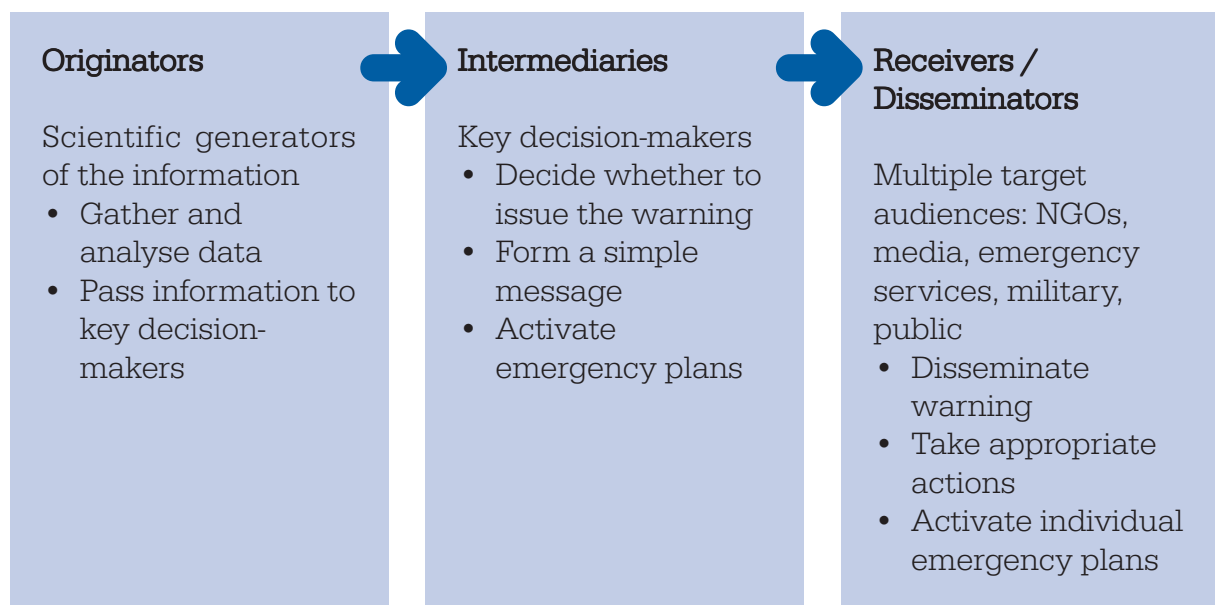 Originators
Scientific generators
of the information
• Gather and
analyse data
• Pass information to
key decision-
makers
Intermediaries
Key decision-makers
• Decide whether to
issue the warning
• Form a simple
message
• Activate
emergency plans
Receivers /
Disseminators
Multiple target
audiences: NGOs,
media, emergency
services, military,
public
• Disseminate
warning
• Take appropriate
actions
• Activate individual
emergency plans